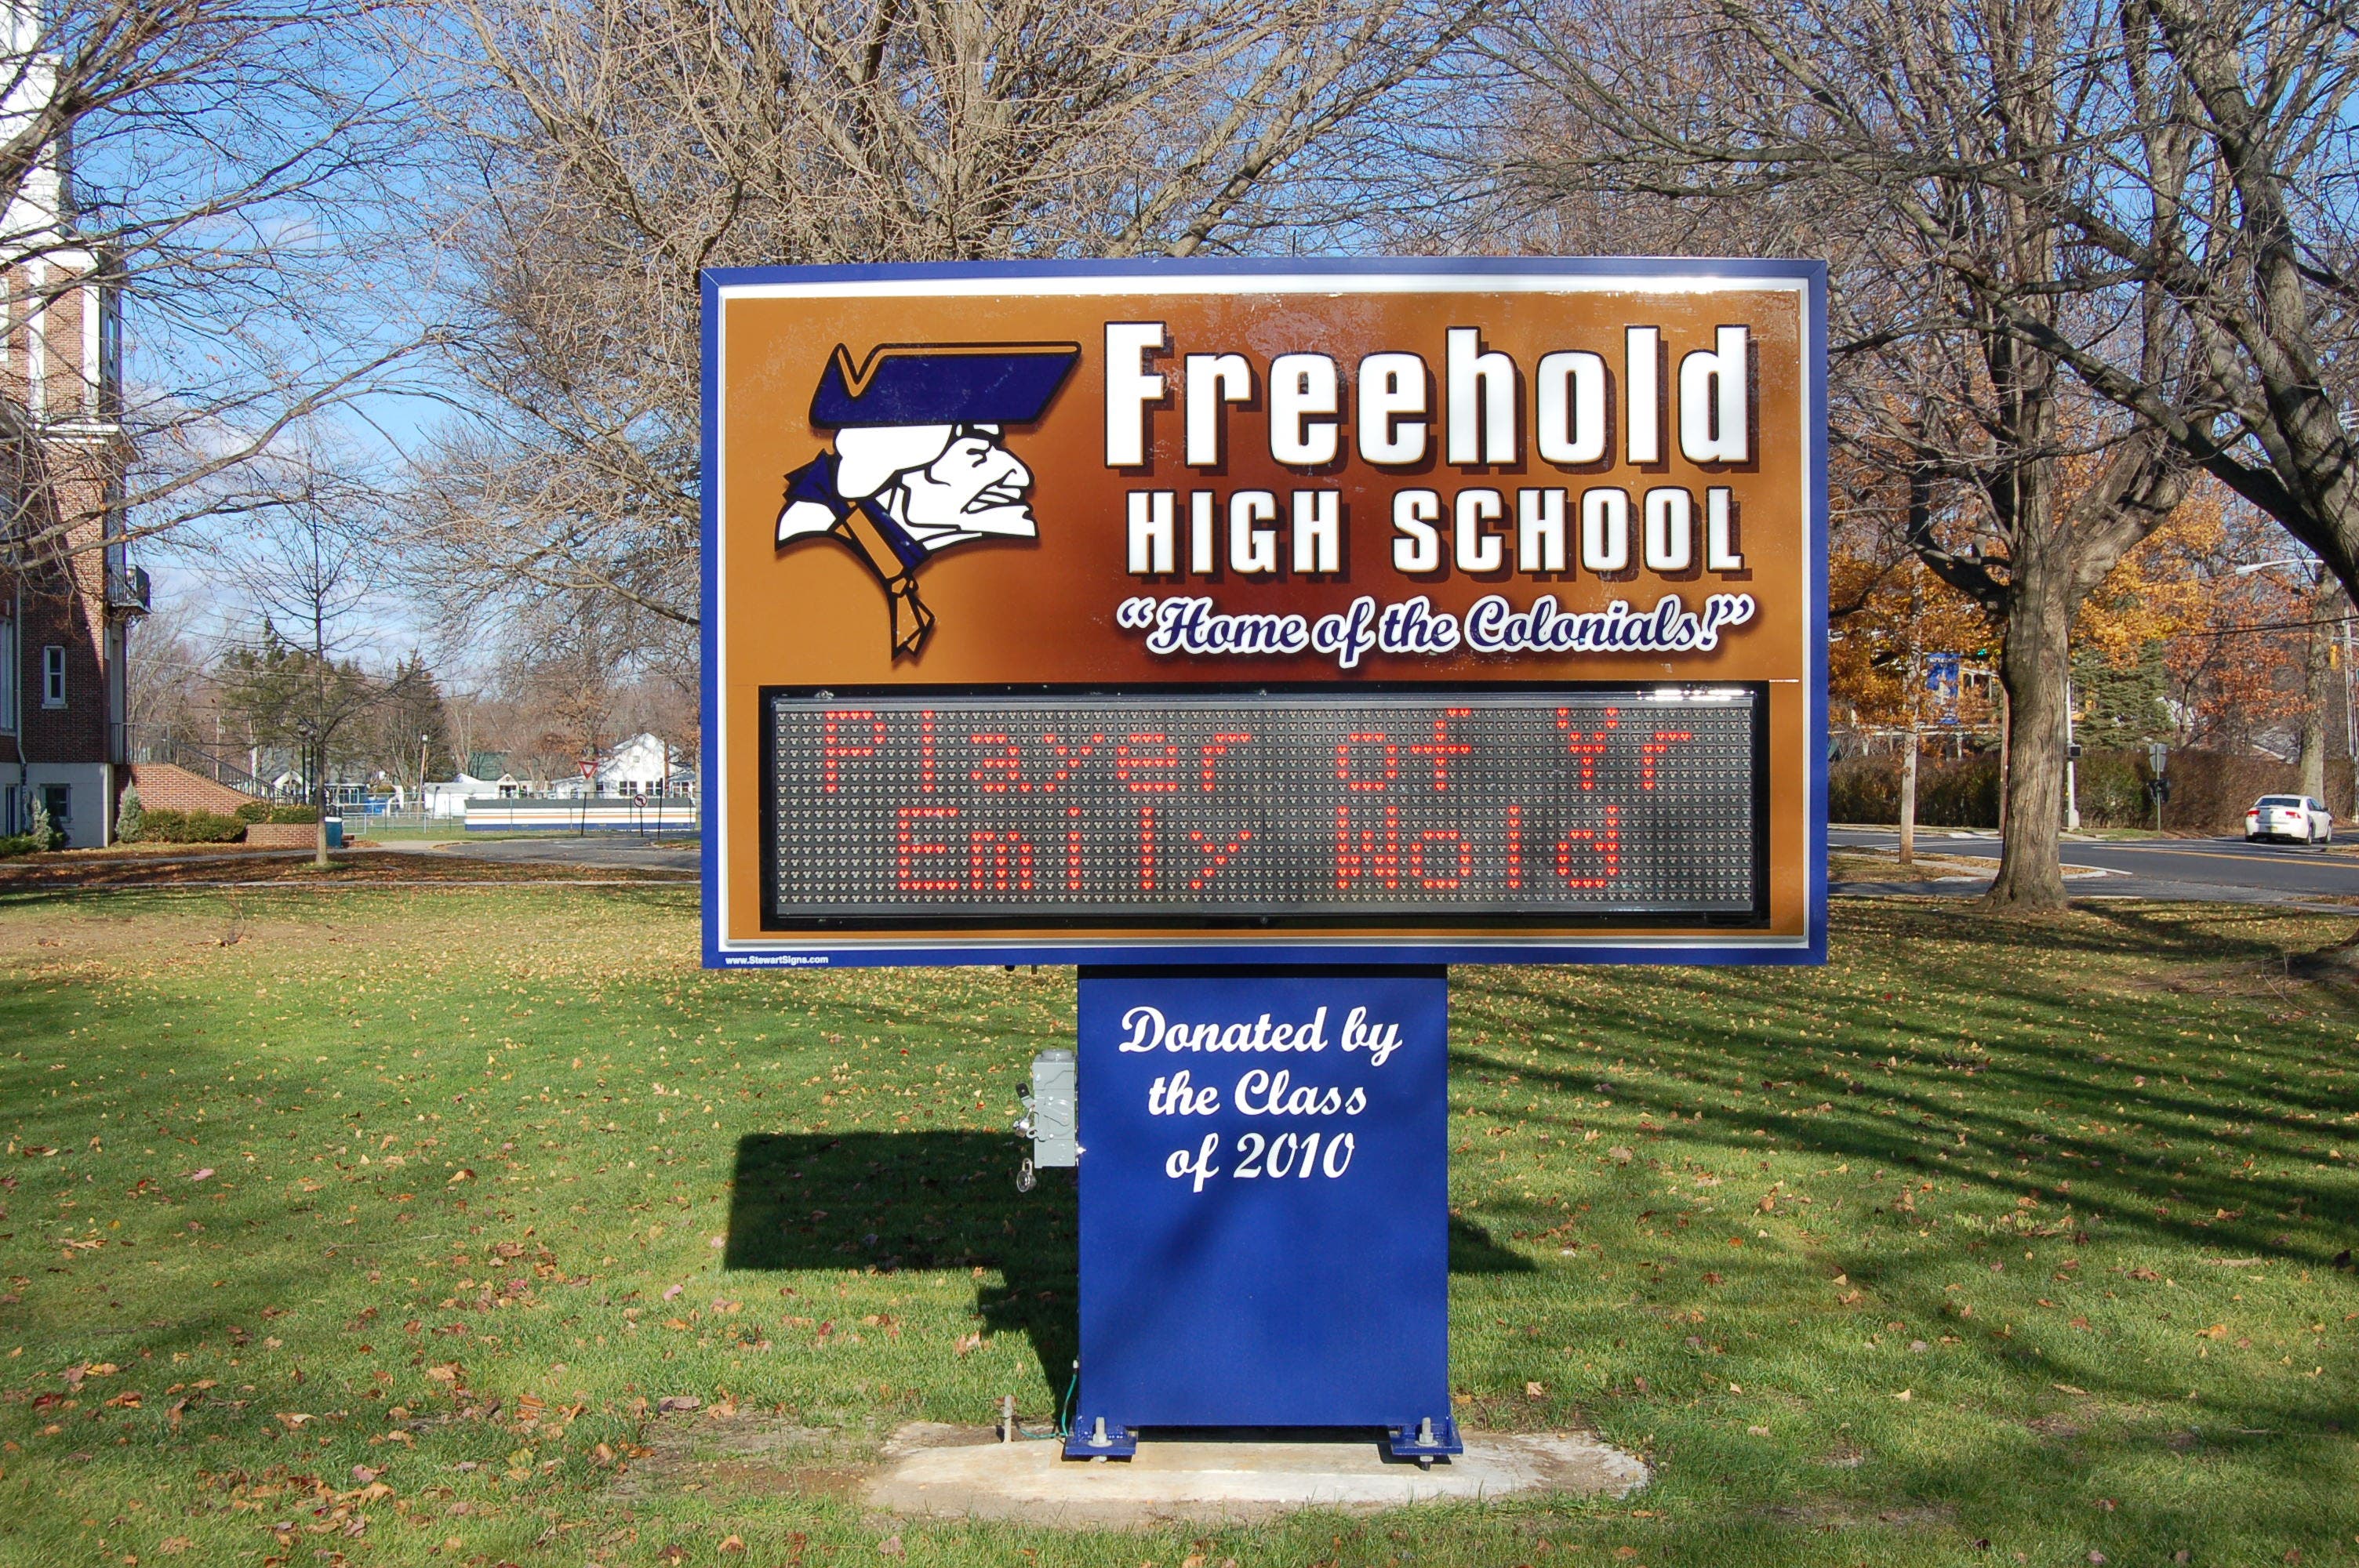 Freehold
HIGH SCHOOL
“Home of the Colonials!”
Player of Yr
Emily Wold
www.StewartSigns.com
Donated by
the Class
of 2010